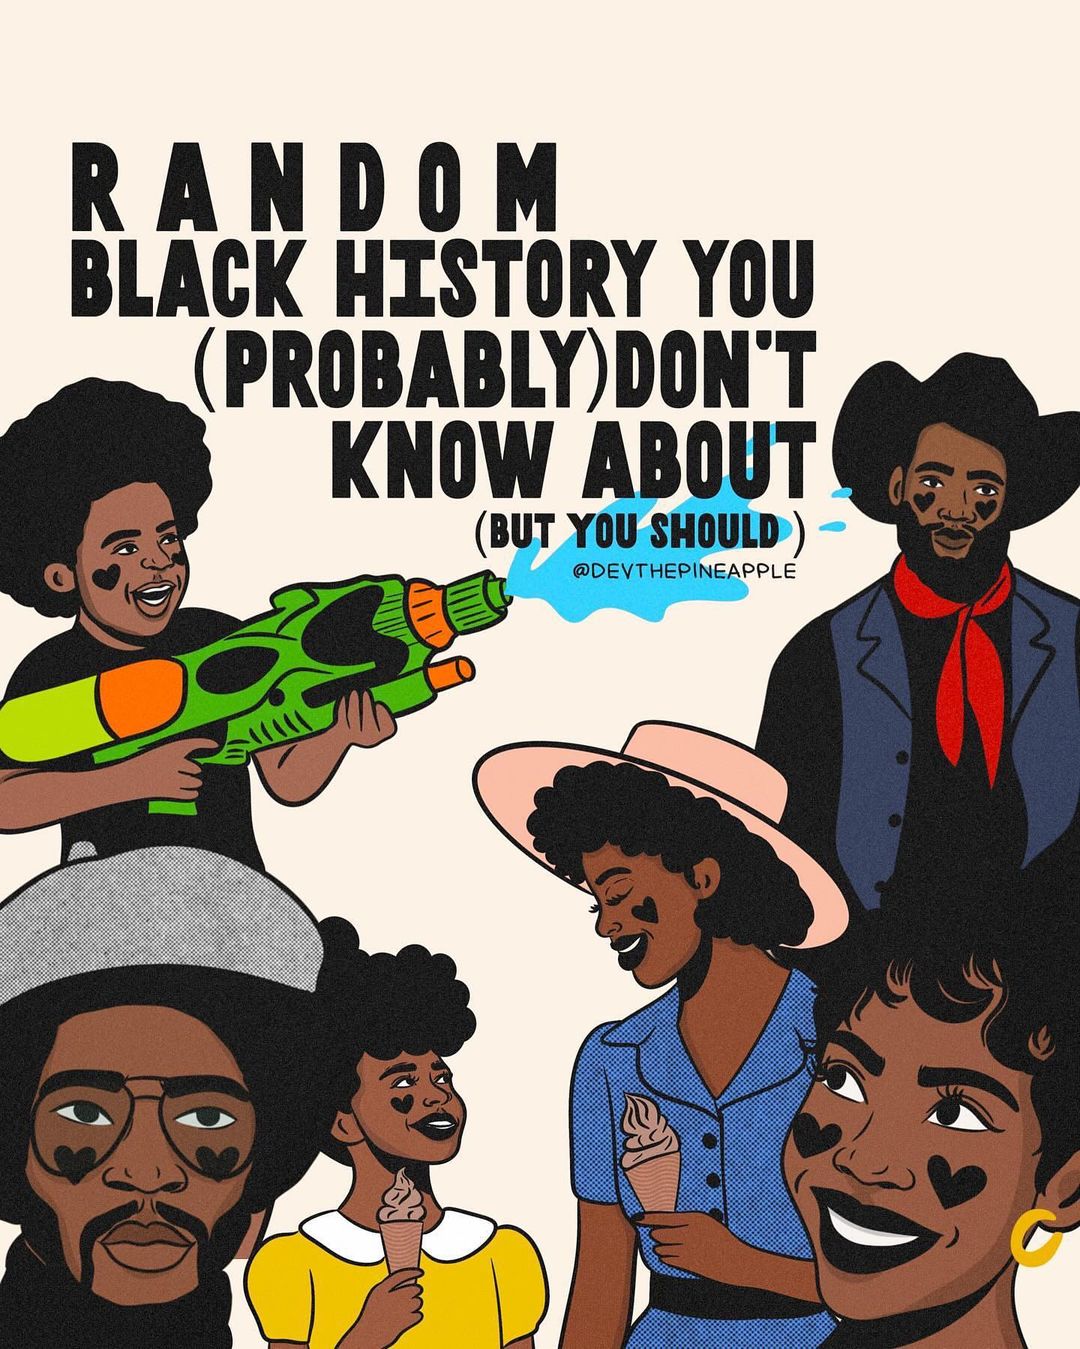 RANDOM
BLACK HISTORY YOU
(PROBABLY)DON'T
KNOW ABOUT
(BUT YOU SHOULD )
@DEVTHEPINEAPPLE